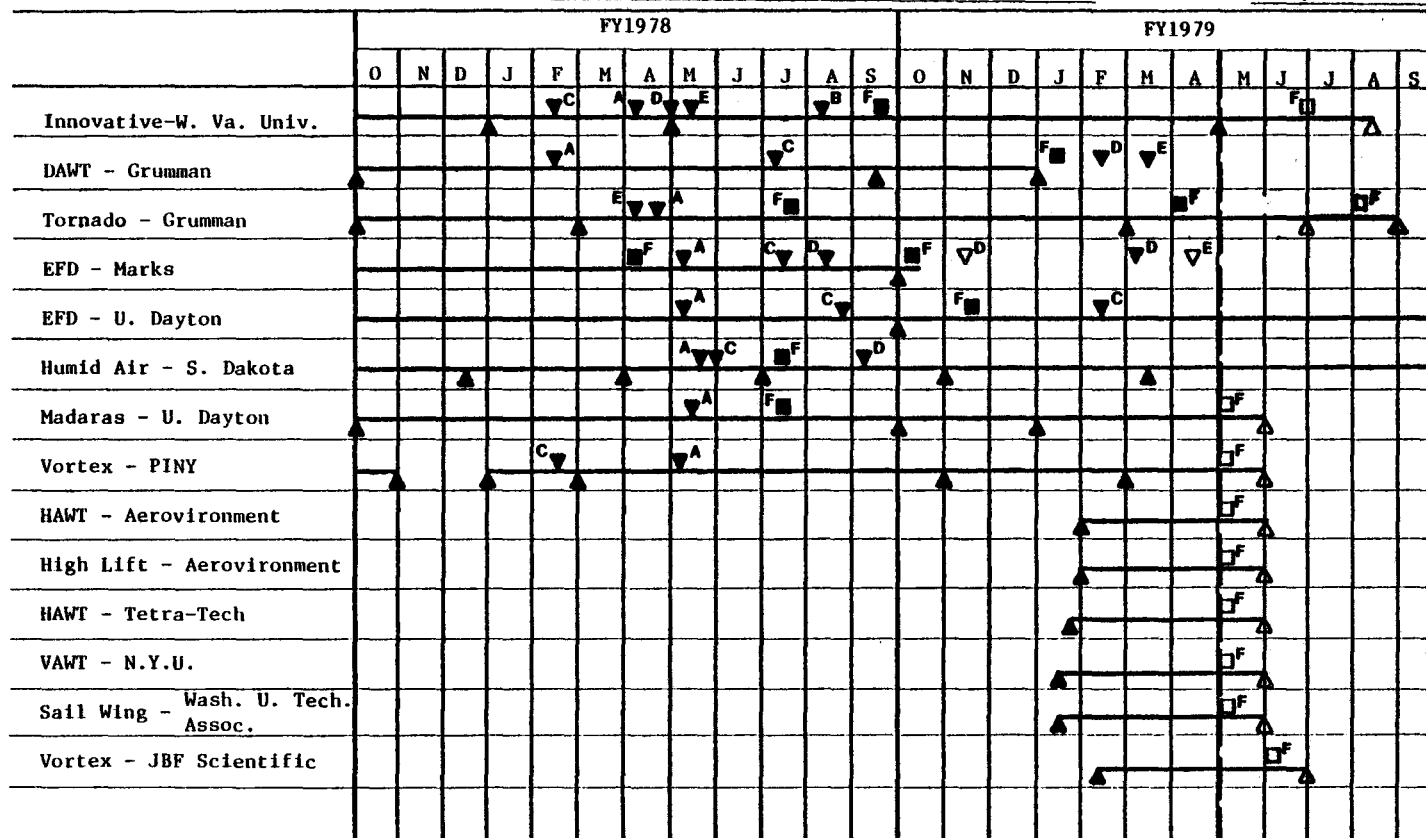 FY1978 FY1979
O N D J F M A M J J A S O N D J F M A M J J A S
C A D E B F F
Innovative-W. Va. Univ.
A C F D E
DAWT - Grumman
E A F F F
Tornado - Grumman
F A C D F D D E
EFD - Marks
A C F C
EFD - U. Dayton
A C F D
Humid Air - S. Dakota
A F F
Madaras - U. Dayton
C A F
Vortex - PINY
F
HAWT - Aerovironment
F
High Lift - Aerovironment
F
HAWT - Tetra-Tech
F
VAWT - N.Y.U.
F
Sail Wing - Wash. U. Tech.
Assoc.
F
Vortex - JBF Scientific